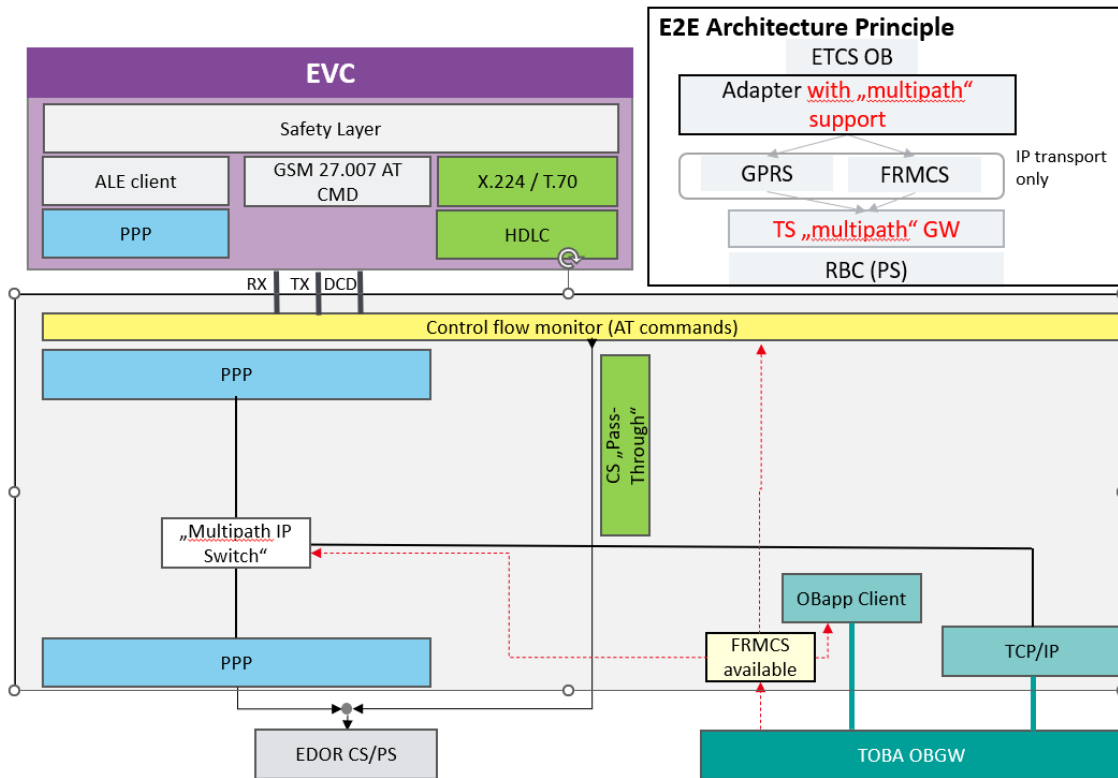 E2E Architecture Principle
ETCS OB
Adapter with „multipath“
support
GPRS
FRMCS
IP transport
only
TS „multipath“ GW
RBC (PS)
EVC
Safety Layer
ALE client
GSM 27.007 AT
CMD
X.224 / T.70
PPP
HDLC
RX
TX
DCD
Control flow monitor (AT commands)
PPP
CS „Pass-
Through“
„Multipath IP
Switch“
OBapp Client
FRMCS
available
TCP/IP
PPP
EDOR CS/PS
TOBA OBGW